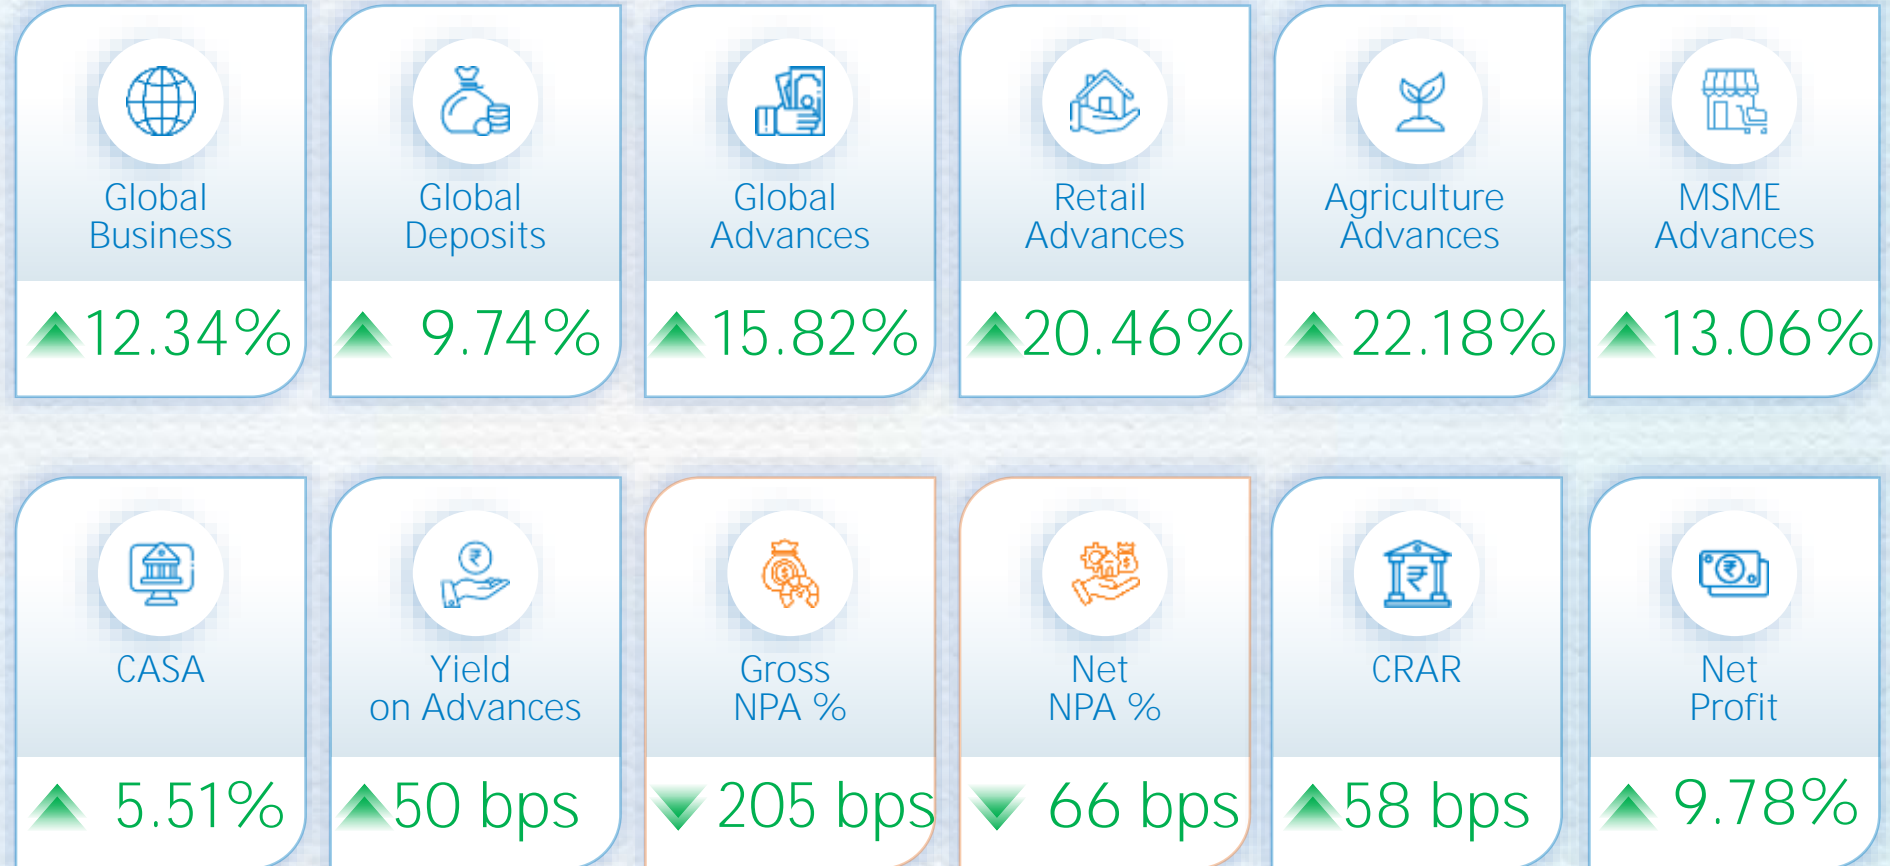 Global
Business
12.34%
Global
Deposits
9.74%
Global
Advances
15.82%
Retail
Advances
20.46%
Agriculture
Advances
22.18%
MSME
Advances
13.06%
CASA
5.51%
Yield
on Advances
50 bps
Gross
NPA %
205 bps
Net
NPA %
66 bps
CRAR
58 bps
Net
Profit
9.78%